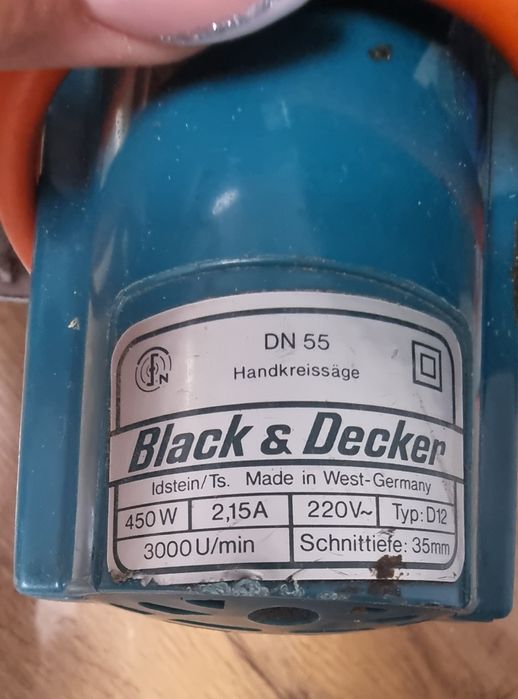 DN 55
Handkreissäge
N
Black & Decker
Idstein/Ts. Made in West-Germany
450 W 2,15A 220V~ Typ: D12
3000 U/min Schnittiefe: 35mm